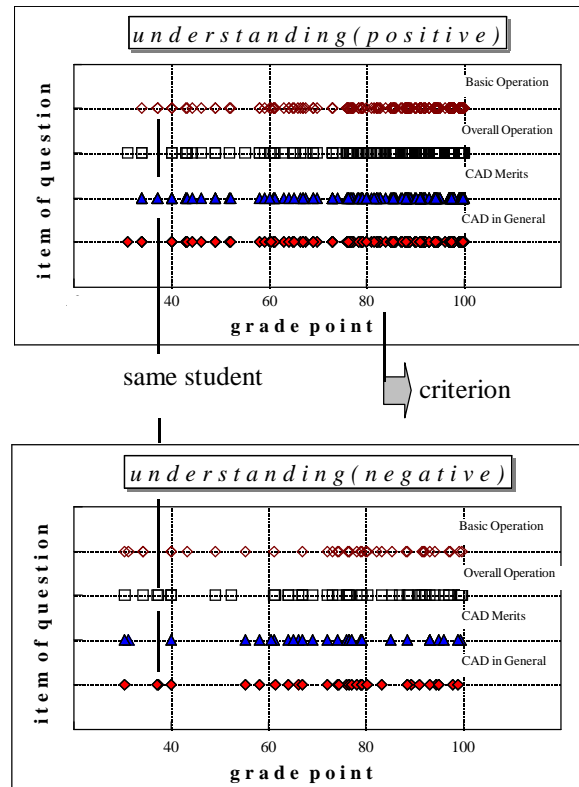 understanding(positive)
Basic Operation
Overall Operation
CAD Merits
CAD in General
item of question
40 60 80 100
grade point
same student
criterion
understanding(negative)
Basic Operation
Overall Operation
CAD Merits
CAD in General
item of question
40 60 80 100
grade point